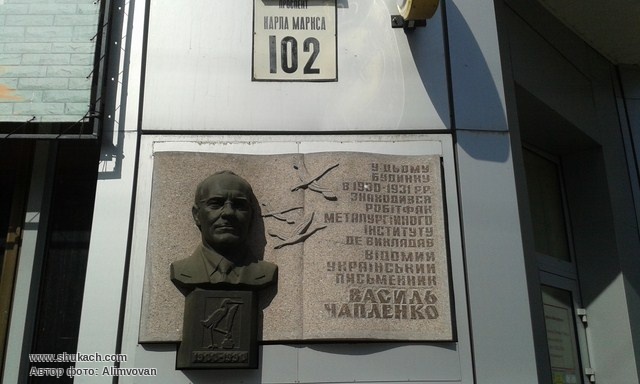 ПРОСПЕКТ
КАРЛА МАРКСА
102
У ЦЬОМУ
БУДИНКУ
В 1930-1931 Р.Р.
ЗНАХОДИВСЯ
РОБІТФАК
МЕТАЛУРГІЙНОГО
ІНСТИТУТУ
ДЕ ВИКЛАДАВ
ВІДОМИЙ
УКРАЇНСЬКИЙ
ПИСЬМЕННИК
ВАСИЛЬ
ЧАПЛЕНКО
www.shukach.com
Автор фото: Alimvovan